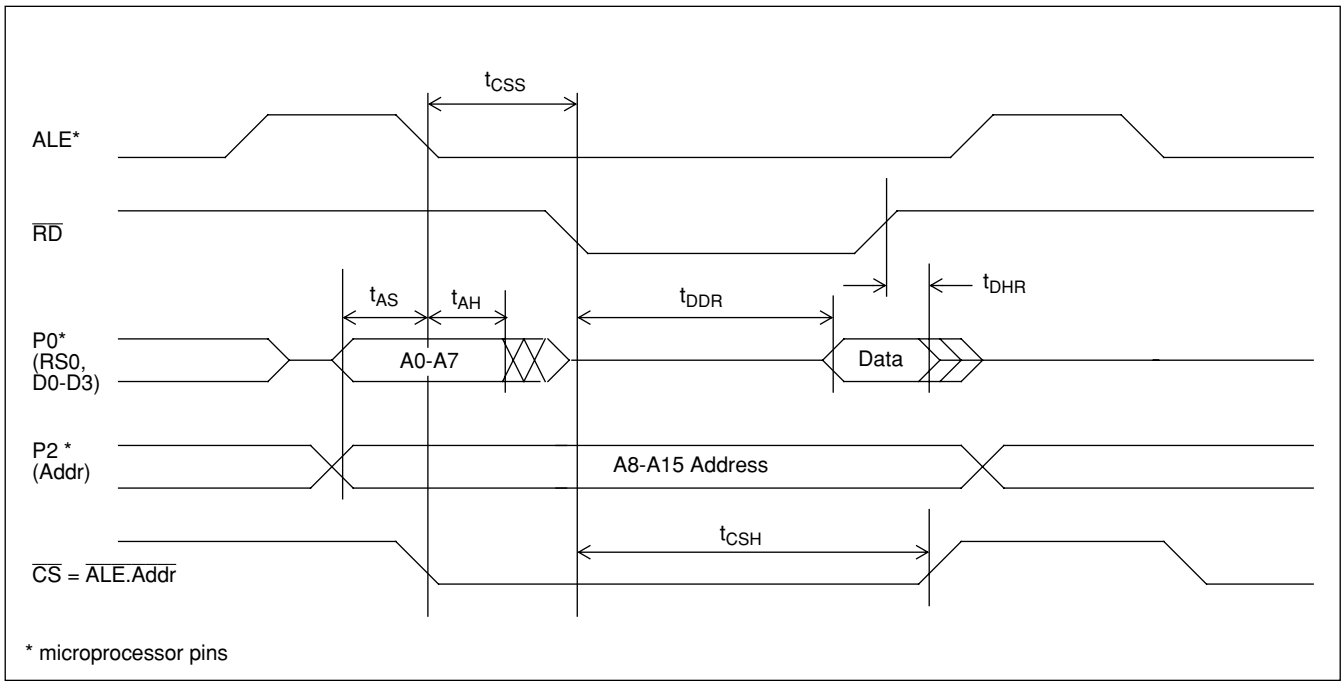 tCSS
ALE*
RD
tAS
tAH
tDDR
tDHR
P0*
(RS0,
D0-D3)
A0-A7
Data
P2 *
(Addr)
A8-A15 Address
tCSH
CS = ALE.Addr
* microprocessor pins